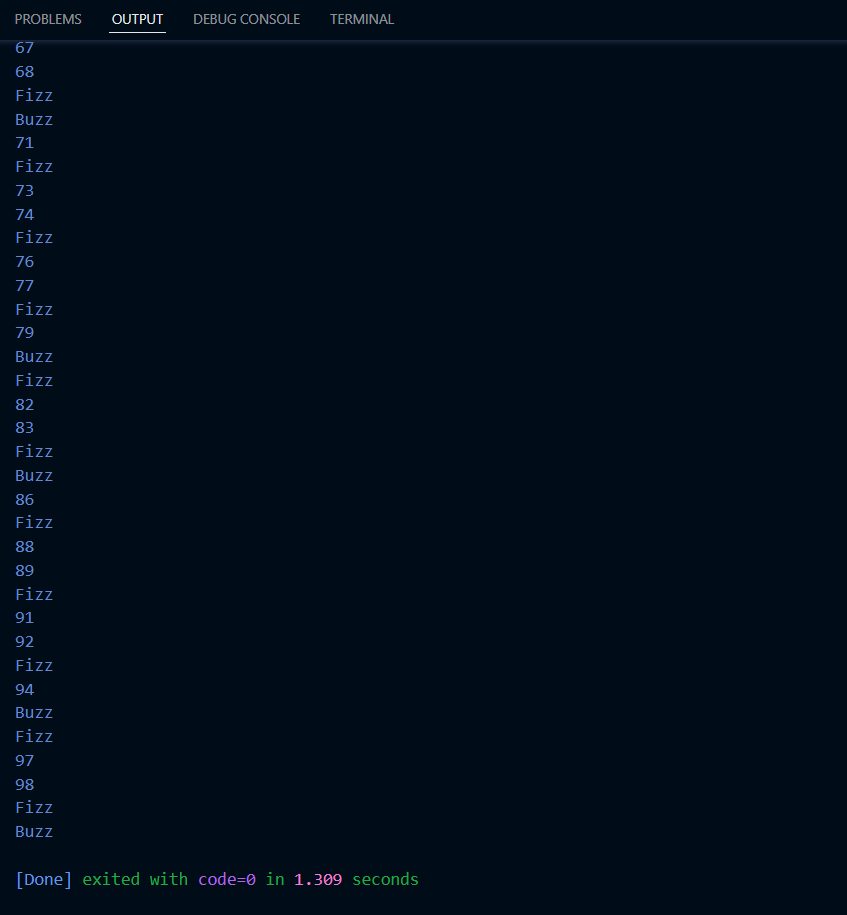 PROBLEMS OUTPUT DEBUG CONSOLE TERMINAL
67
68
Fizz
Buzz
71
Fizz
73
74
Fizz
76
77
Fizz
79
Buzz
Fizz
82
83
Fizz
Buzz
86
Fizz
88
89
Fizz
91
92
Fizz
94
Buzz
Fizz
97
98
Fizz
Buzz
[Done] exited with code=0 in 1.309 seconds